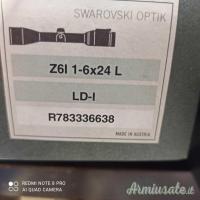 SWAROVSKI OPTIK
Z6I 1-6x24 L
LD-I
R783336638
MADE IN AUSTRIA
REDMI NOTE 8 PRO
AI QUAD CAMERA
Armiusate.it